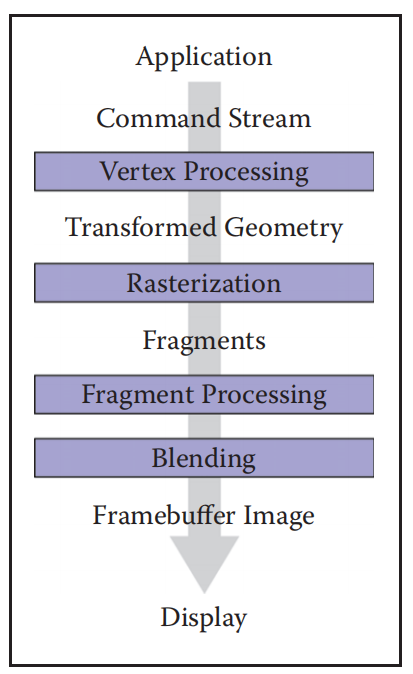 Application
Command Stream
Vertex Processing
Transformed Geometry
Rasterization
Fragments
Fragment Processing
Blending
Framebuffer Image
Display